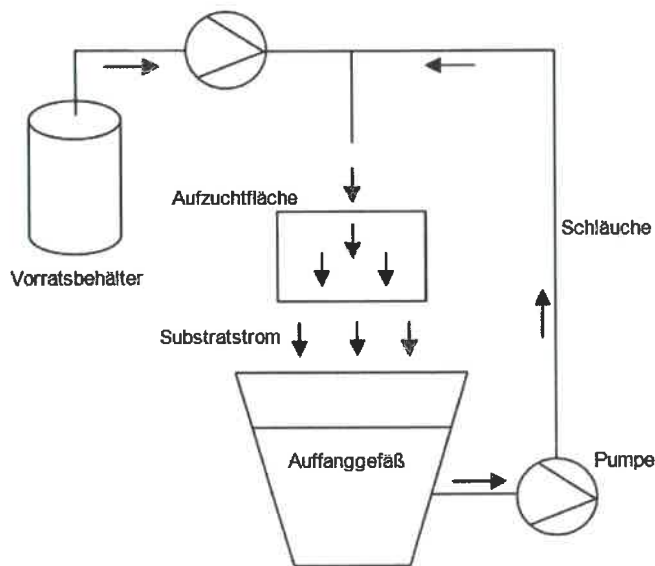 Aufzuchtfläche
Schläuche
Vorratsbehälter
Substratstrom
Auffanggefäß
Pumpe